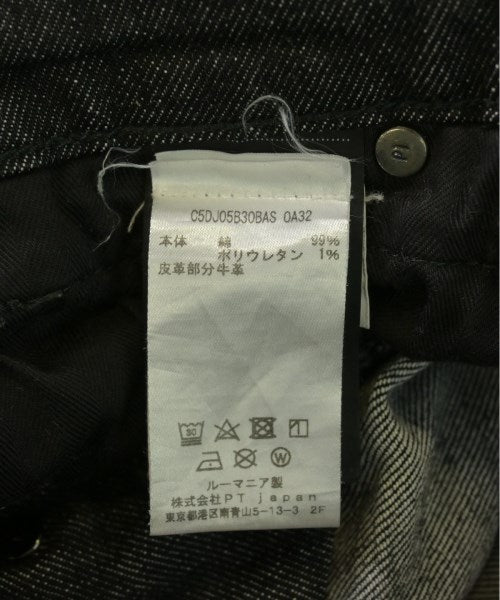 C5DJ05B30BAS 0A32
本体 綿 99%
ポリウレタン 1%
皮革部分牛革
30
W
ルーマニア製
株式会社PT japan
東京都港区南青山5-13-3 2F